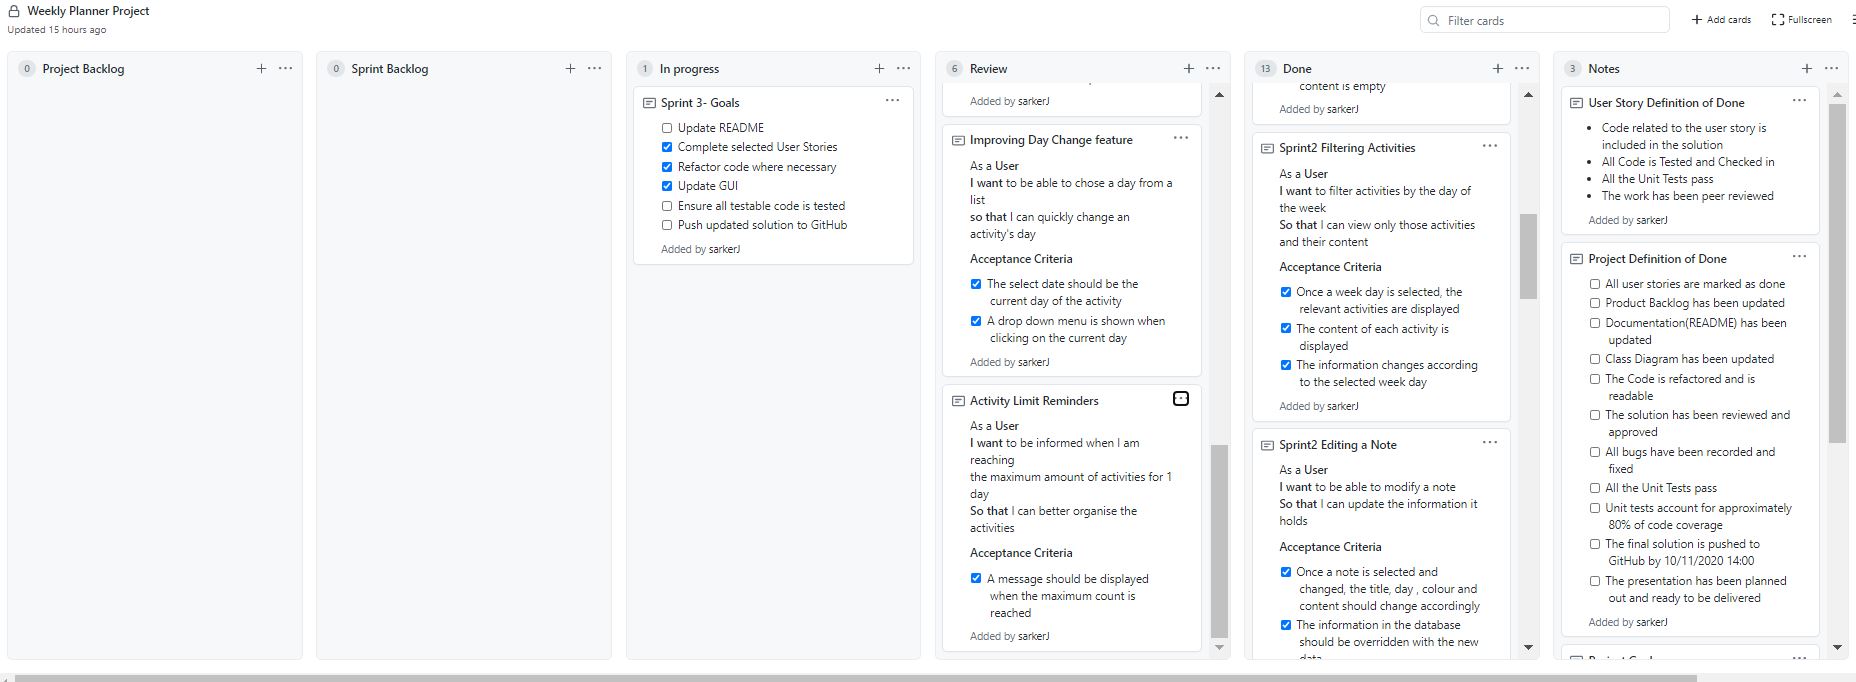 Weekly Planner Project
Updated 15 hours ago
Filter cards
Add cards
Fullscreen
0 Project Backlog
0 Sprint Backlog
1 In progress
Sprint 3- Goals
Update README
Complete selected User Stories
Refactor code where necessary
Update GUI
Ensure all testable code is tested
Push updated solution to GitHub
Added by sarkerJ
6 Review
Added by sarkerJ
Improving Day Change feature
As a User
I want to be able to chose a day from a
list
so that I can quickly change an
activity's day
Acceptance Criteria
The select date should be the
current day of the activity
A drop down menu is shown when
clicking on the current day
Added by sarkerJ
Activity Limit Reminders
As a User
I want to be informed when I am
reaching
the maximum amount of activities for 1
day
So that I can better organise the
activities
Acceptance Criteria
A message should be displayed
when the maximum count is
reached
Added by sarkerJ
13 Done
content is empty
Added by sarkerJ
Sprint2 Filtering Activities
As a User
I want to filter activities by the day of
the week
So that I can view only those activities
and their content
Acceptance Criteria
Once a week day is selected, the
relevant activities are displayed
The content of each activity is
displayed
The information changes according
to the selected week day
Added by sarkerJ
Sprint2 Editing a Note
As a User
I want to be able to modify a note
So that I can update the information it
holds
Acceptance Criteria
Once a note is selected and
changed, the title, day , colour and
content should change accordingly
The information in the database
should be overridden with the new
data
3 Notes
User Story Definition of Done
Code related to the user story is
included in the solution
All Code is Tested and Checked in
All the Unit Tests pass
The work has been peer reviewed
Added by sarkerJ
Project Definition of Done
All user stories are marked as done
Product Backlog has been updated
Documentation(README) has been
updated
Class Diagram has been updated
The Code is refactored and is
readable
The solution has been reviewed and
approved
All bugs have been recorded and
fixed
All the Unit Tests pass
Unit tests account for approximately
80% of code coverage
The final solution is pushed to
GitHub by 10/11/2020 14:00
The presentation has been planned
out and ready to be delivered
Added by sarkerJ